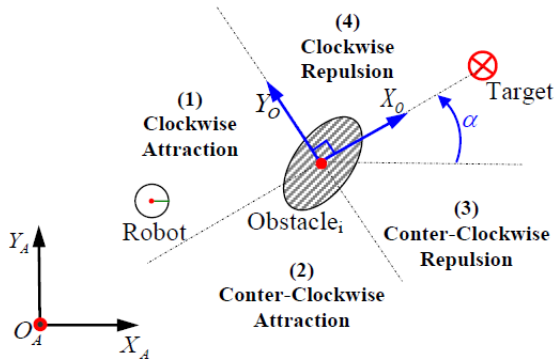 (4)
Clockwise
Repulsion
Target
(1)
Clockwise
Attraction
Y_O
X_O
α
Robot
Obstacle_i
(3)
Conter-Clockwise
Repulsion
(2)
Conter-Clockwise
Attraction
Y_A
O_A
X_A